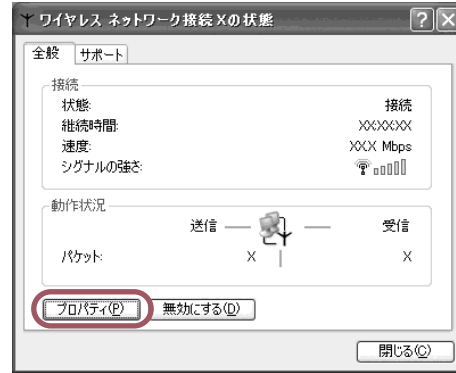 ワイヤレス ネットワーク接続 Xの状態
全般 サポート
接続
状態: 接続
継続時間: XX:XX:XX
速度: XXX Mbps
シグナルの強さ:
動作状況
送信 受信
パケット: X X
プロパティ(P) 無効にする(D)
閉じる(C)